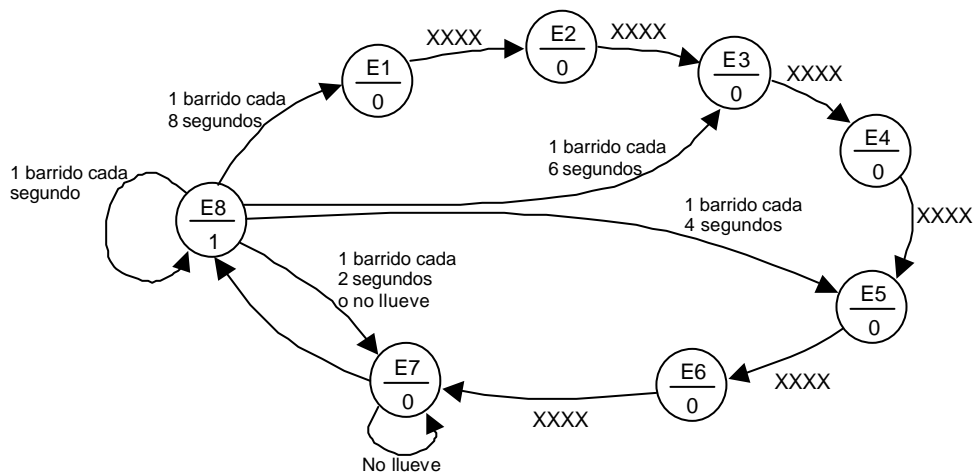 E1
0
XXXX
E2
0
XXXX
E3
0
XXXX
E4
0
XXXX
1 barrido cada
8 segundos
1 barrido cada
6 segundos
1 barrido cada
segundo
E8
1
1 barrido cada
4 segundos
1 barrido cada
2 segundos
o no llueve
E5
0
XXXX
E6
0
XXXX
E7
0
No llueve